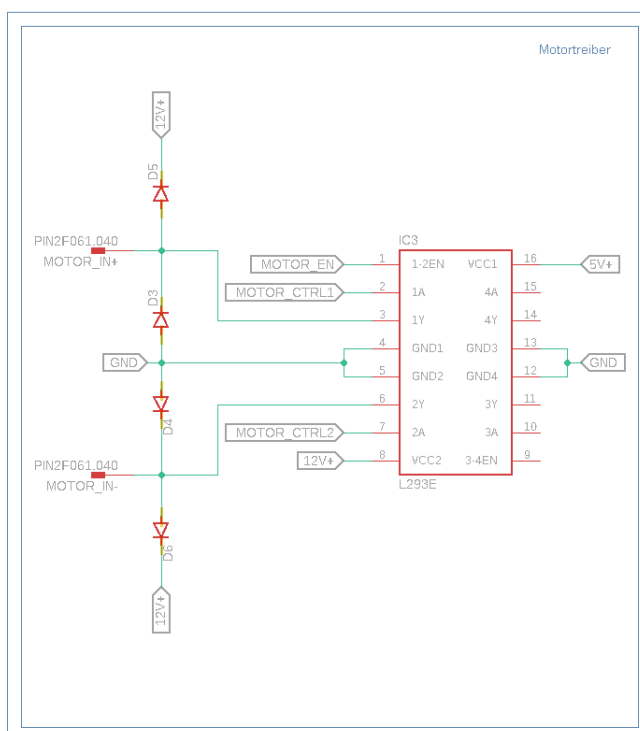 Motortreiber
12V+
D5
PIN2F061.040
MOTOR_IN+
D3
GND
D4
PIN2F061.040
MOTOR_IN-
D6
12V+
IC3
MOTOR_EN 1 1-2EN VCC1 16 5V+
MOTOR_CTRL1 2 1A 4A 15
3 1Y 4Y 14
4 GND1 GND3 13
GND
5 GND2 GND4 12
6 2Y 3Y 11
MOTOR_CTRL2 7 2A 3A 10
12V+ 8 VCC2 3-4EN 9
L293E